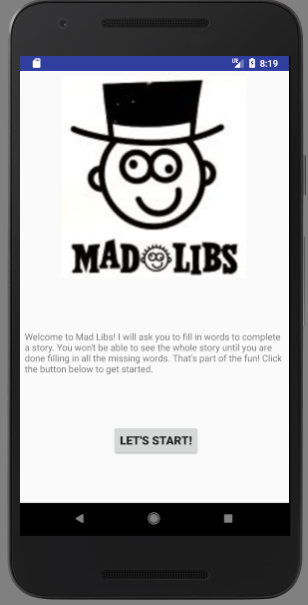 8:19
MAD LIBS
Welcome to Mad Libs! I will ask you to fill in words to complete
a story. You won't be able to see the whole story until you are
done filling in all the missing words. That's part of the fun! Click
the button below to get started.
LET'S START!